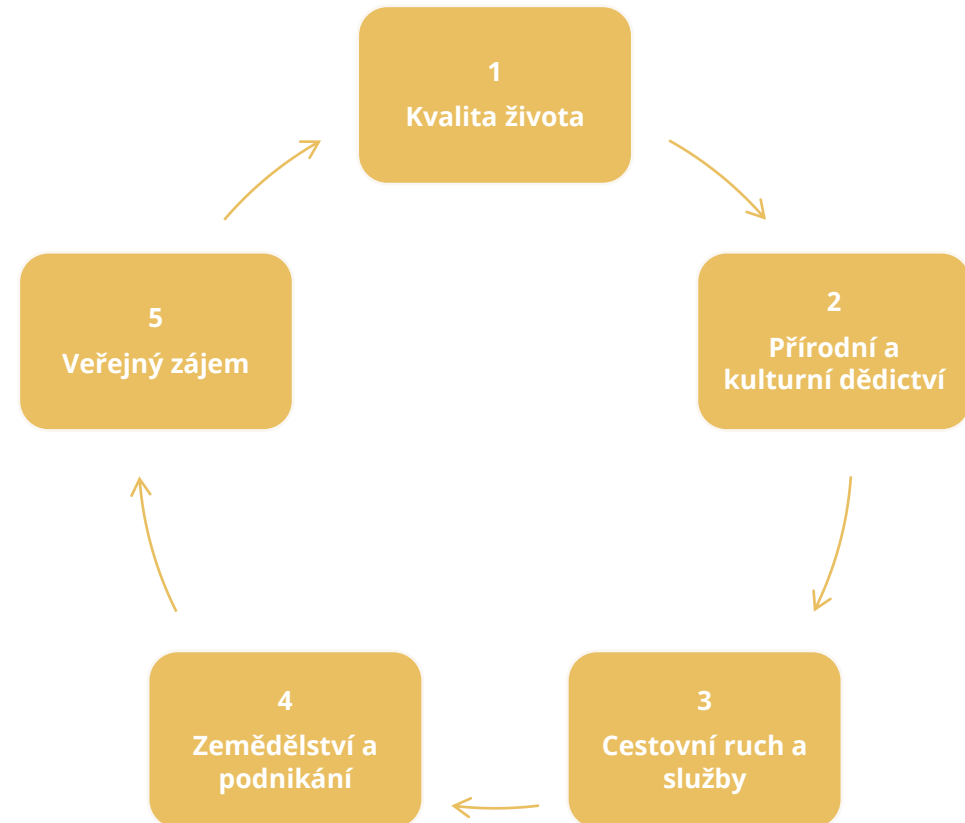 1
Kvalita života
2
Přírodní a
kulturní dědictví
3
Cestovní ruch a
služby
4
Zemědělství a
podnikání
5
Veřejný zájem